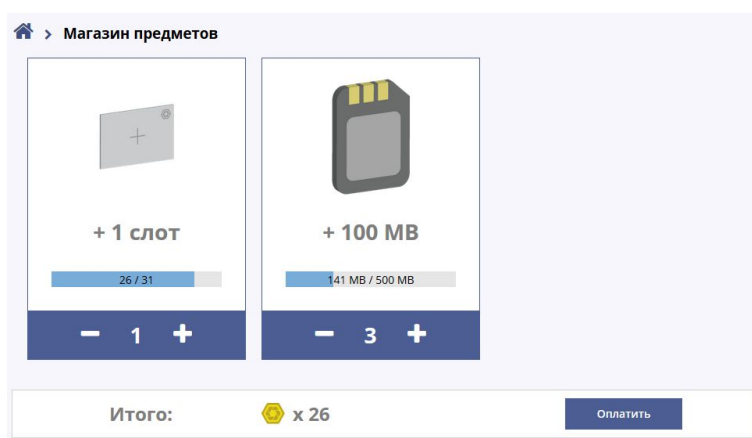 > Магазин предметов
+ 1 слот
26 / 31
1
+ 100 MB
141 MB / 500 MB
3
Итого:
x 26
Оплатить